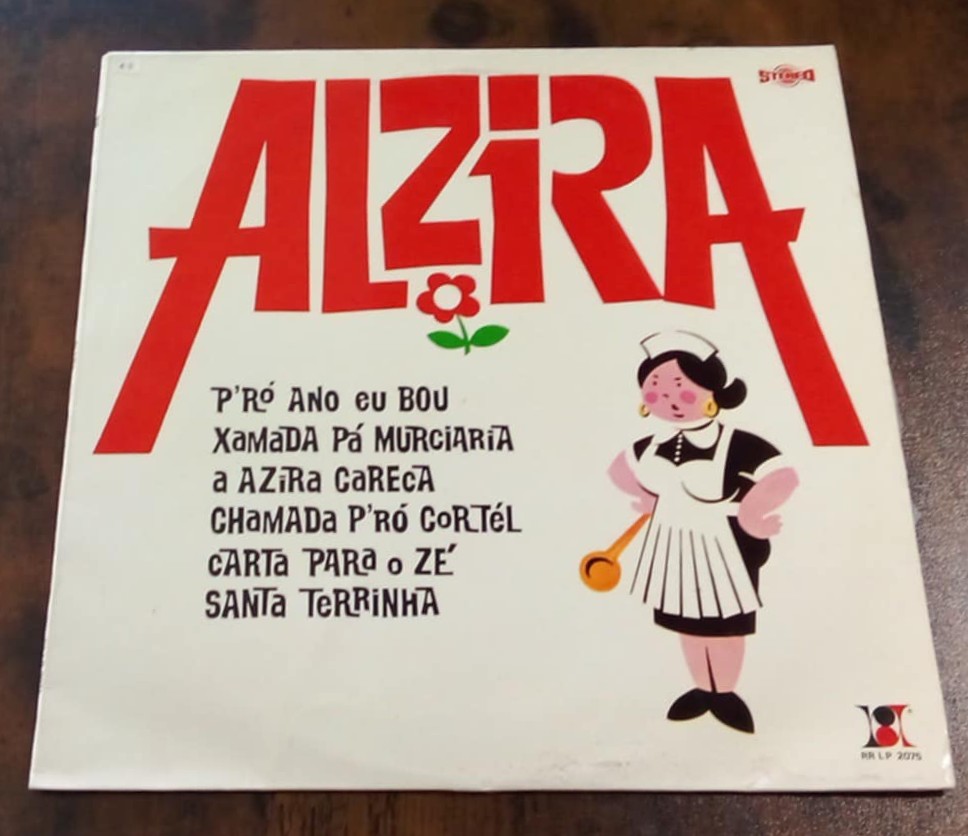 STEREO
ALZiRA
P'RÓ ANO eu BOU
XaMaDA Pá MURCiARiA
a AZiRa CaREcA
CHaMADa P'RÓ CoRTéL
cARTa PARa o ZÉ
SANTa TeRRiNHA
RR LP 2075